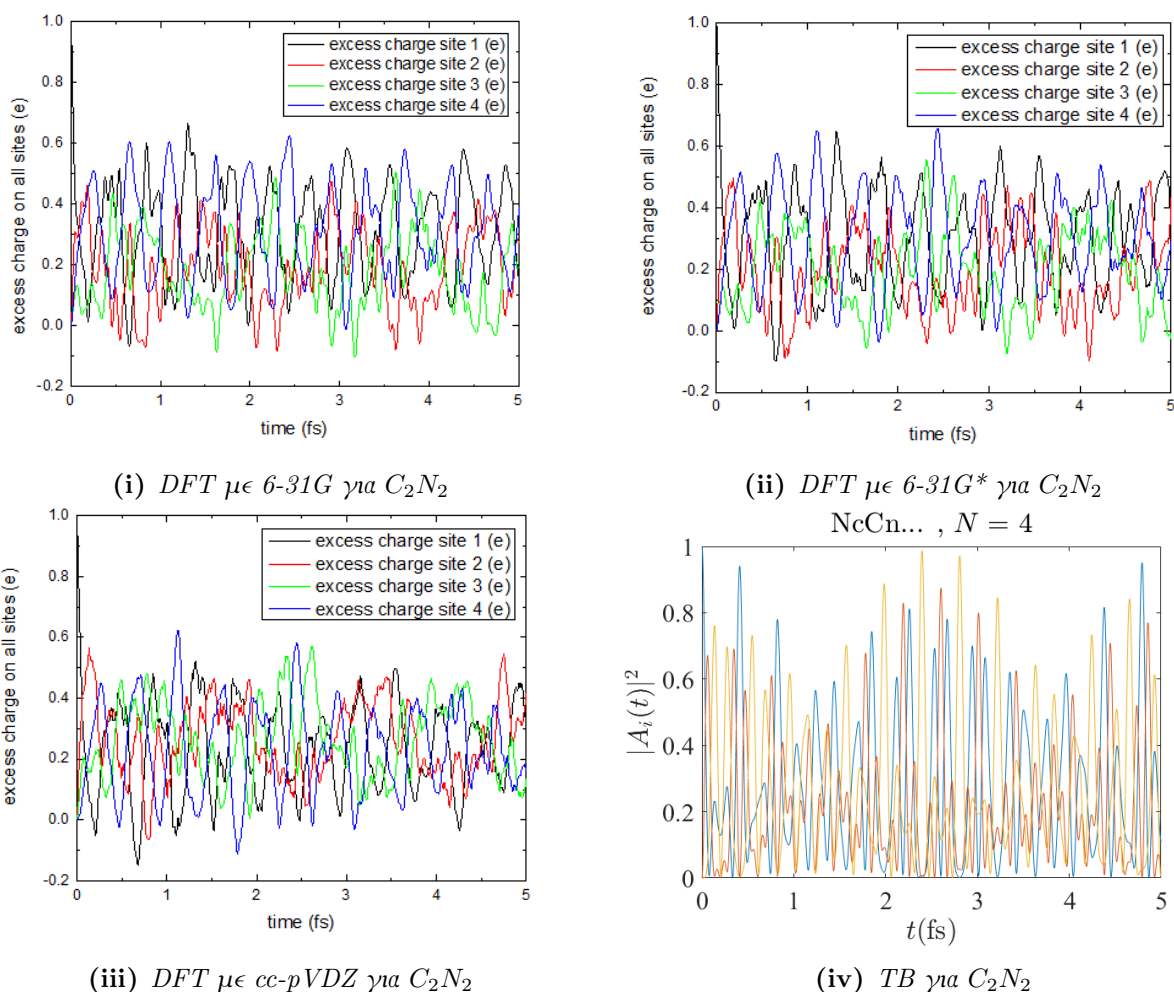 excess charge on all sites (e)
1.0
0.8
0.6
0.4
0.2
0.0
-0.2
excess charge site 1 (e)
excess charge site 2 (e)
excess charge site 3 (e)
excess charge site 4 (e)
0 1 2 3 4 5
time (fs)
(i) DFT με 6-31G για C₂N₂
excess charge on all sites (e)
1.0
0.8
0.6
0.4
0.2
0.0
-0.2
excess charge site 1 (e)
excess charge site 2 (e)
excess charge site 3 (e)
excess charge site 4 (e)
0 1 2 3 4 5
time (fs)
(ii) DFT με 6-31G* για C₂N₂
excess charge on all sites (e)
1.0
0.8
0.6
0.4
0.2
0.0
-0.2
excess charge site 1 (e)
excess charge site 2 (e)
excess charge site 3 (e)
excess charge site 4 (e)
0 1 2 3 4 5
time (fs)
(iii) DFT με cc-pVDZ για C₂N₂
NcCn... , N = 4
|Aᵢ(t)|²
1
0.8
0.6
0.4
0.2
0
0 1 2 3 4 5
t(fs)
(iv) TB για C₂N₂